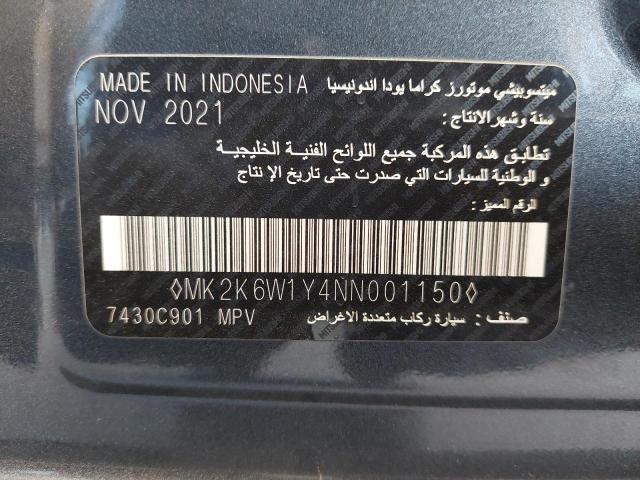 MADE IN INDONESIA ميتسوبيشي موتورز كراما يودا اندونيسيا
NOV 2021 سنة وشهر الانتاج :
تطابق هذه المركبة جميع اللوائح الفنية الخليجية
و الوطنية للسيارات التي صدرت حتى تاريخ الإ نتاج
الرقم المميز :
◊MK2K6W1Y4NN001150◊
7430C901 MPV صنف : سيارة ركاب متعددة الاغراض